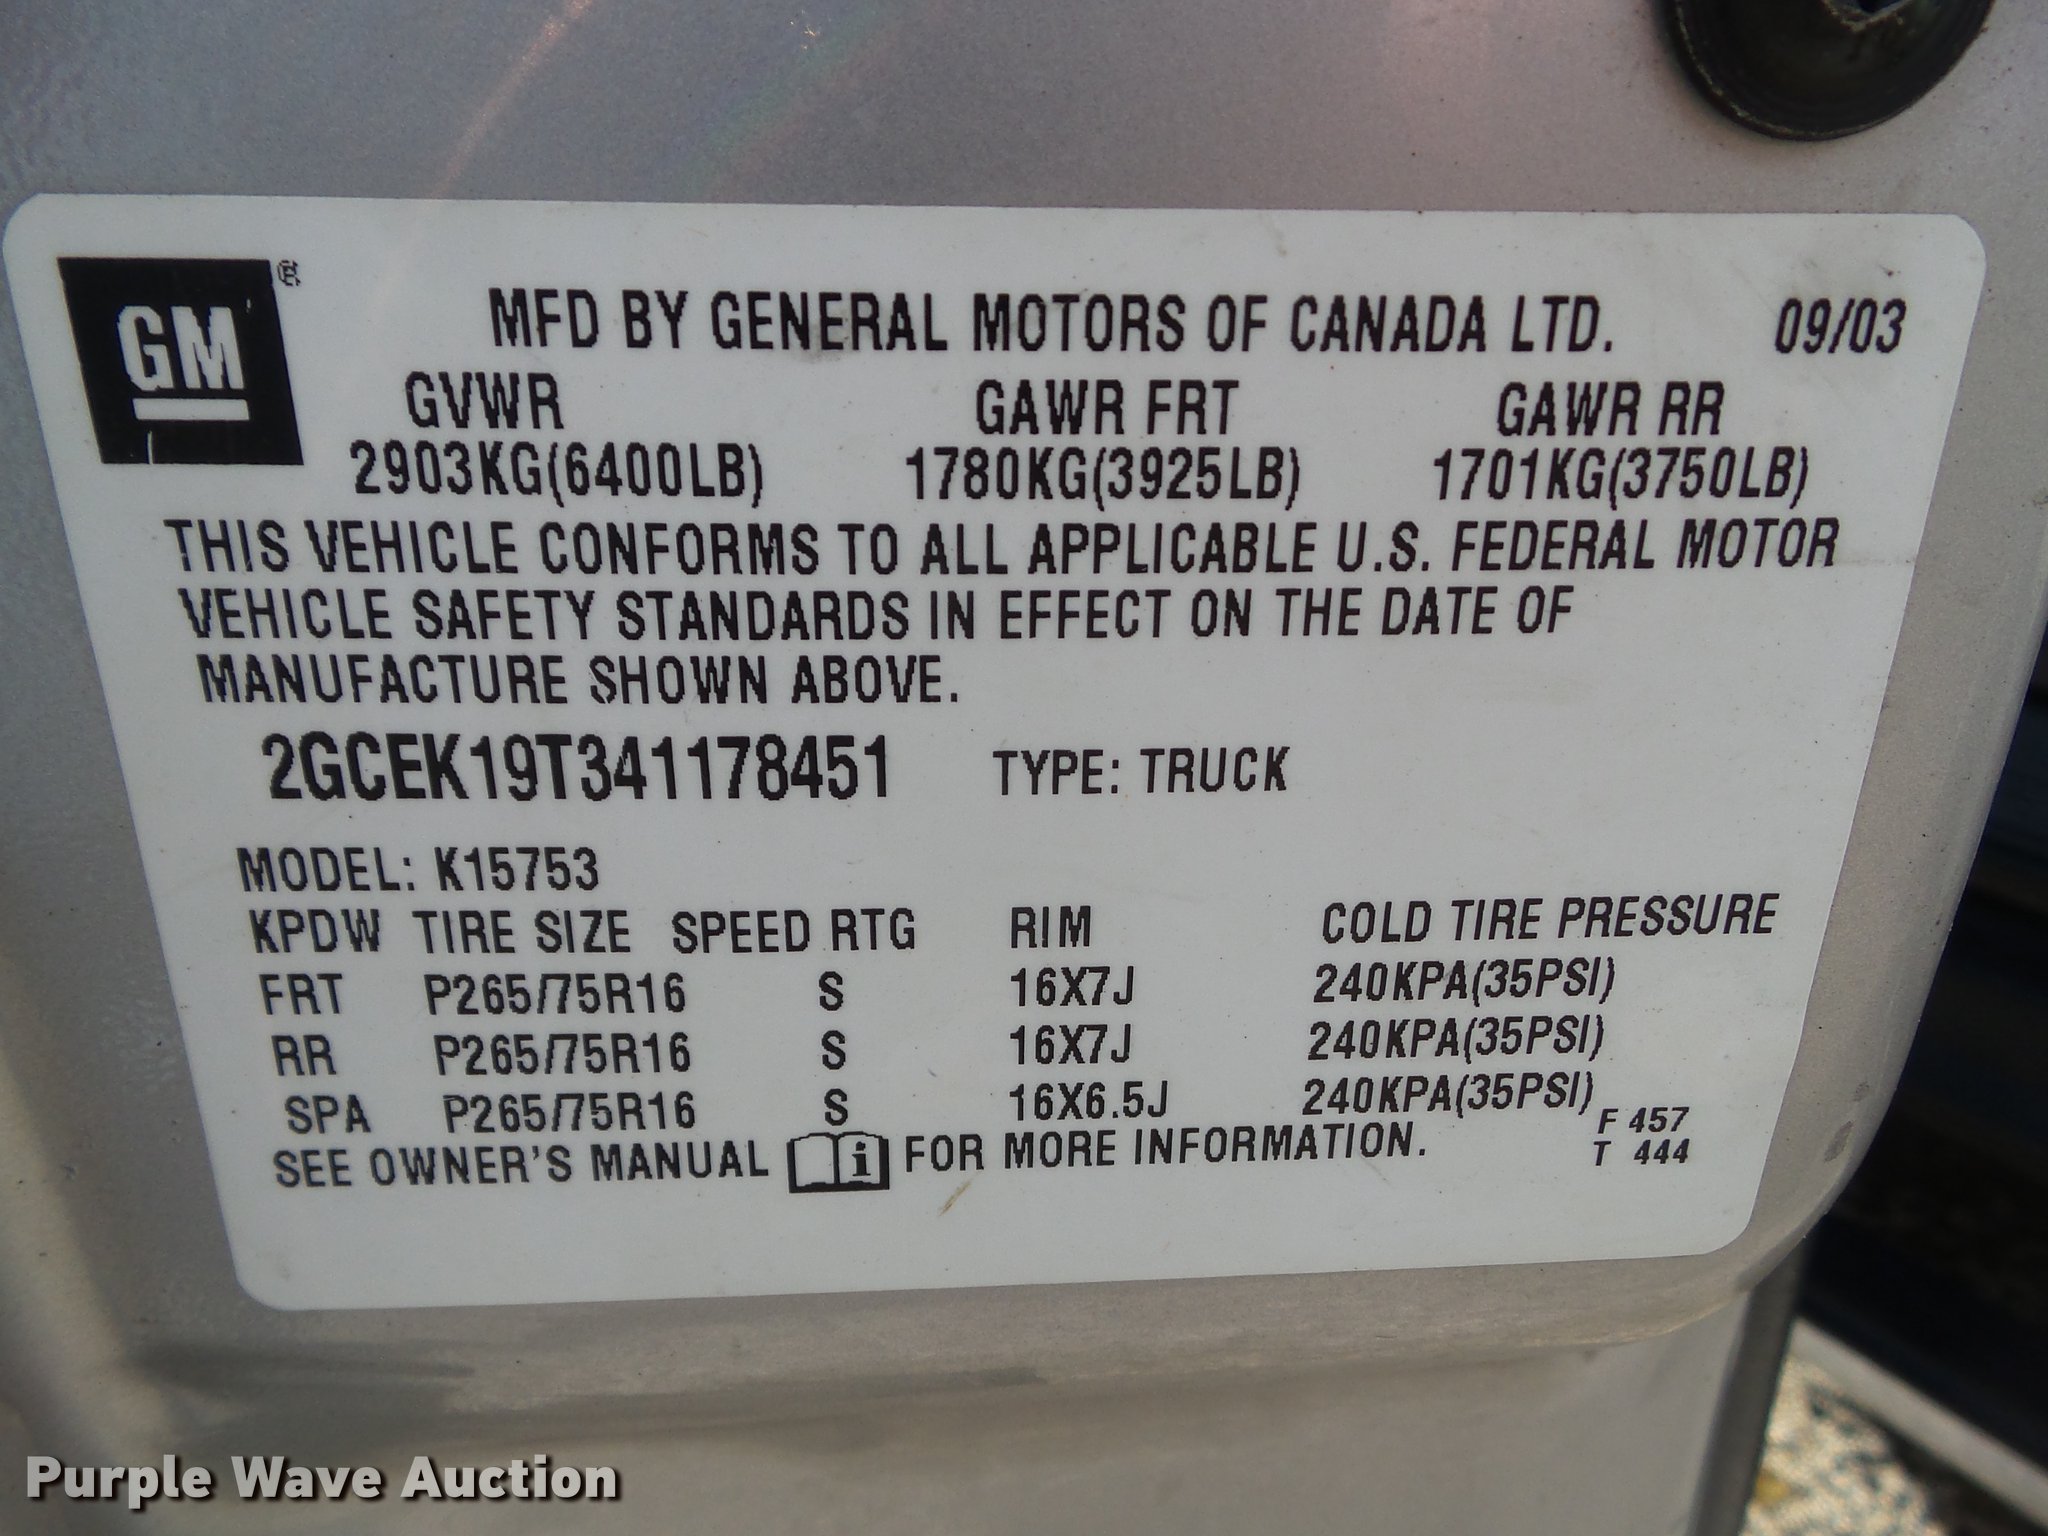 GM®
MFD BY GENERAL MOTORS OF CANADA LTD. 09/03
GVWR GAWR FRT GAWR RR
2903KG(6400LB) 1780KG(3925LB) 1701KG(3750LB)
THIS VEHICLE CONFORMS TO ALL APPLICABLE U.S. FEDERAL MOTOR
VEHICLE SAFETY STANDARDS IN EFFECT ON THE DATE OF
MANUFACTURE SHOWN ABOVE.
2GCEK19T341178451 TYPE: TRUCK
MODEL: K15753
KPDW TIRE SIZE SPEED RTG RIM COLD TIRE PRESSURE
FRT P265/75R16 S 16X7J 240KPA(35PSI)
RR P265/75R16 S 16X7J 240KPA(35PSI)
SPA P265/75R16 S 16X6.5J 240KPA(35PSI)
F 457
SEE OWNER'S MANUAL i FOR MORE INFORMATION.
T 444
Purple Wave Auction